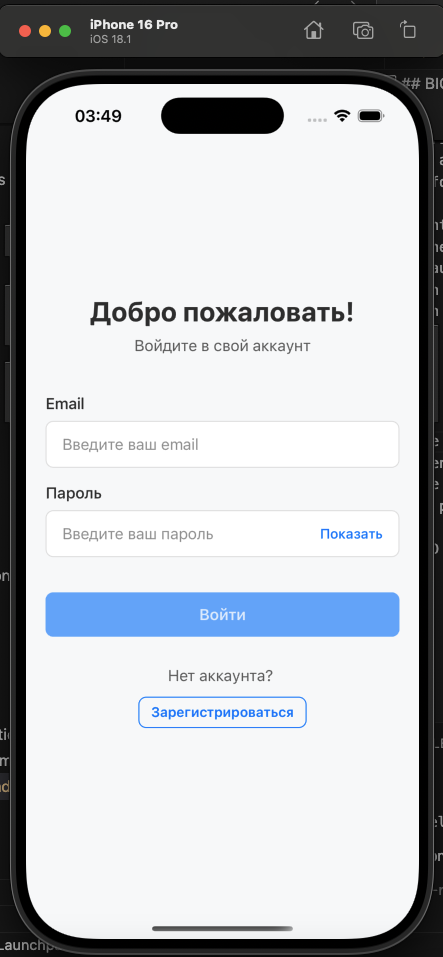 iPhone 16 Pro
iOS 18.1
## BIO
03:49
Добро пожаловать!
Войдите в свой аккаунт
Email
Введите ваш email
Пароль
Введите ваш пароль
Показать
Войти
Нет аккаунта?
Зарегистрироваться